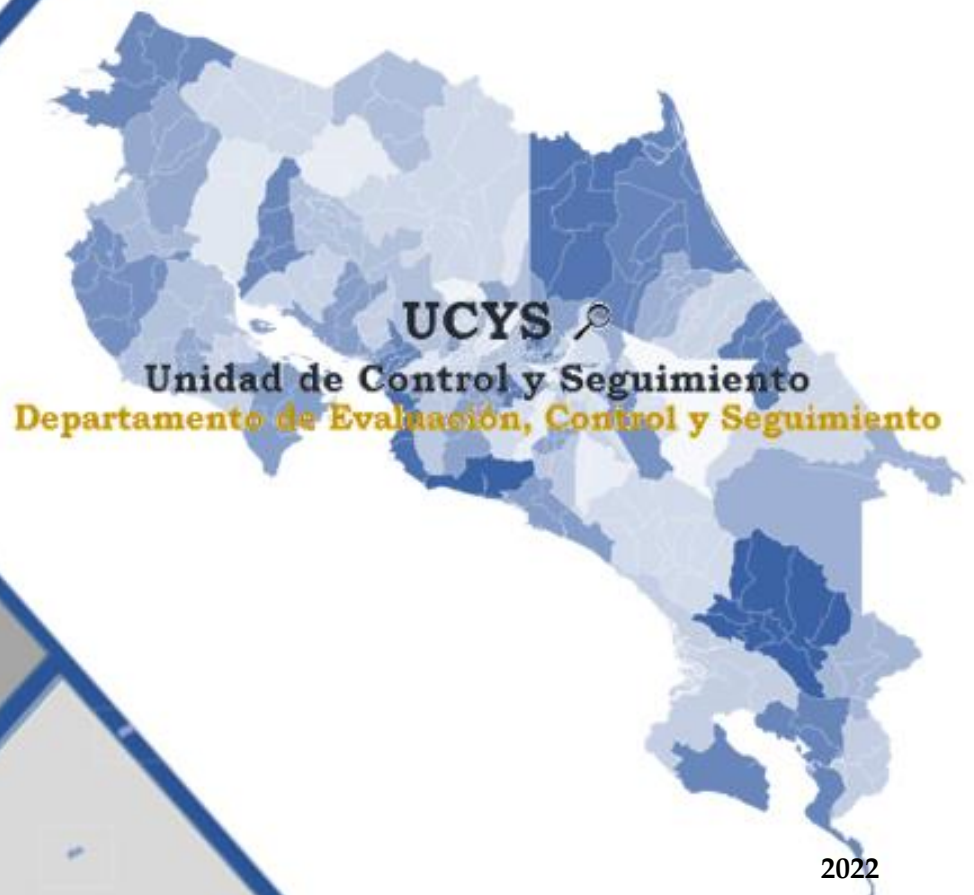 UCYS
Unidad de Control y Seguimiento
Departamento de Evaluación, Control y Seguimiento
2022